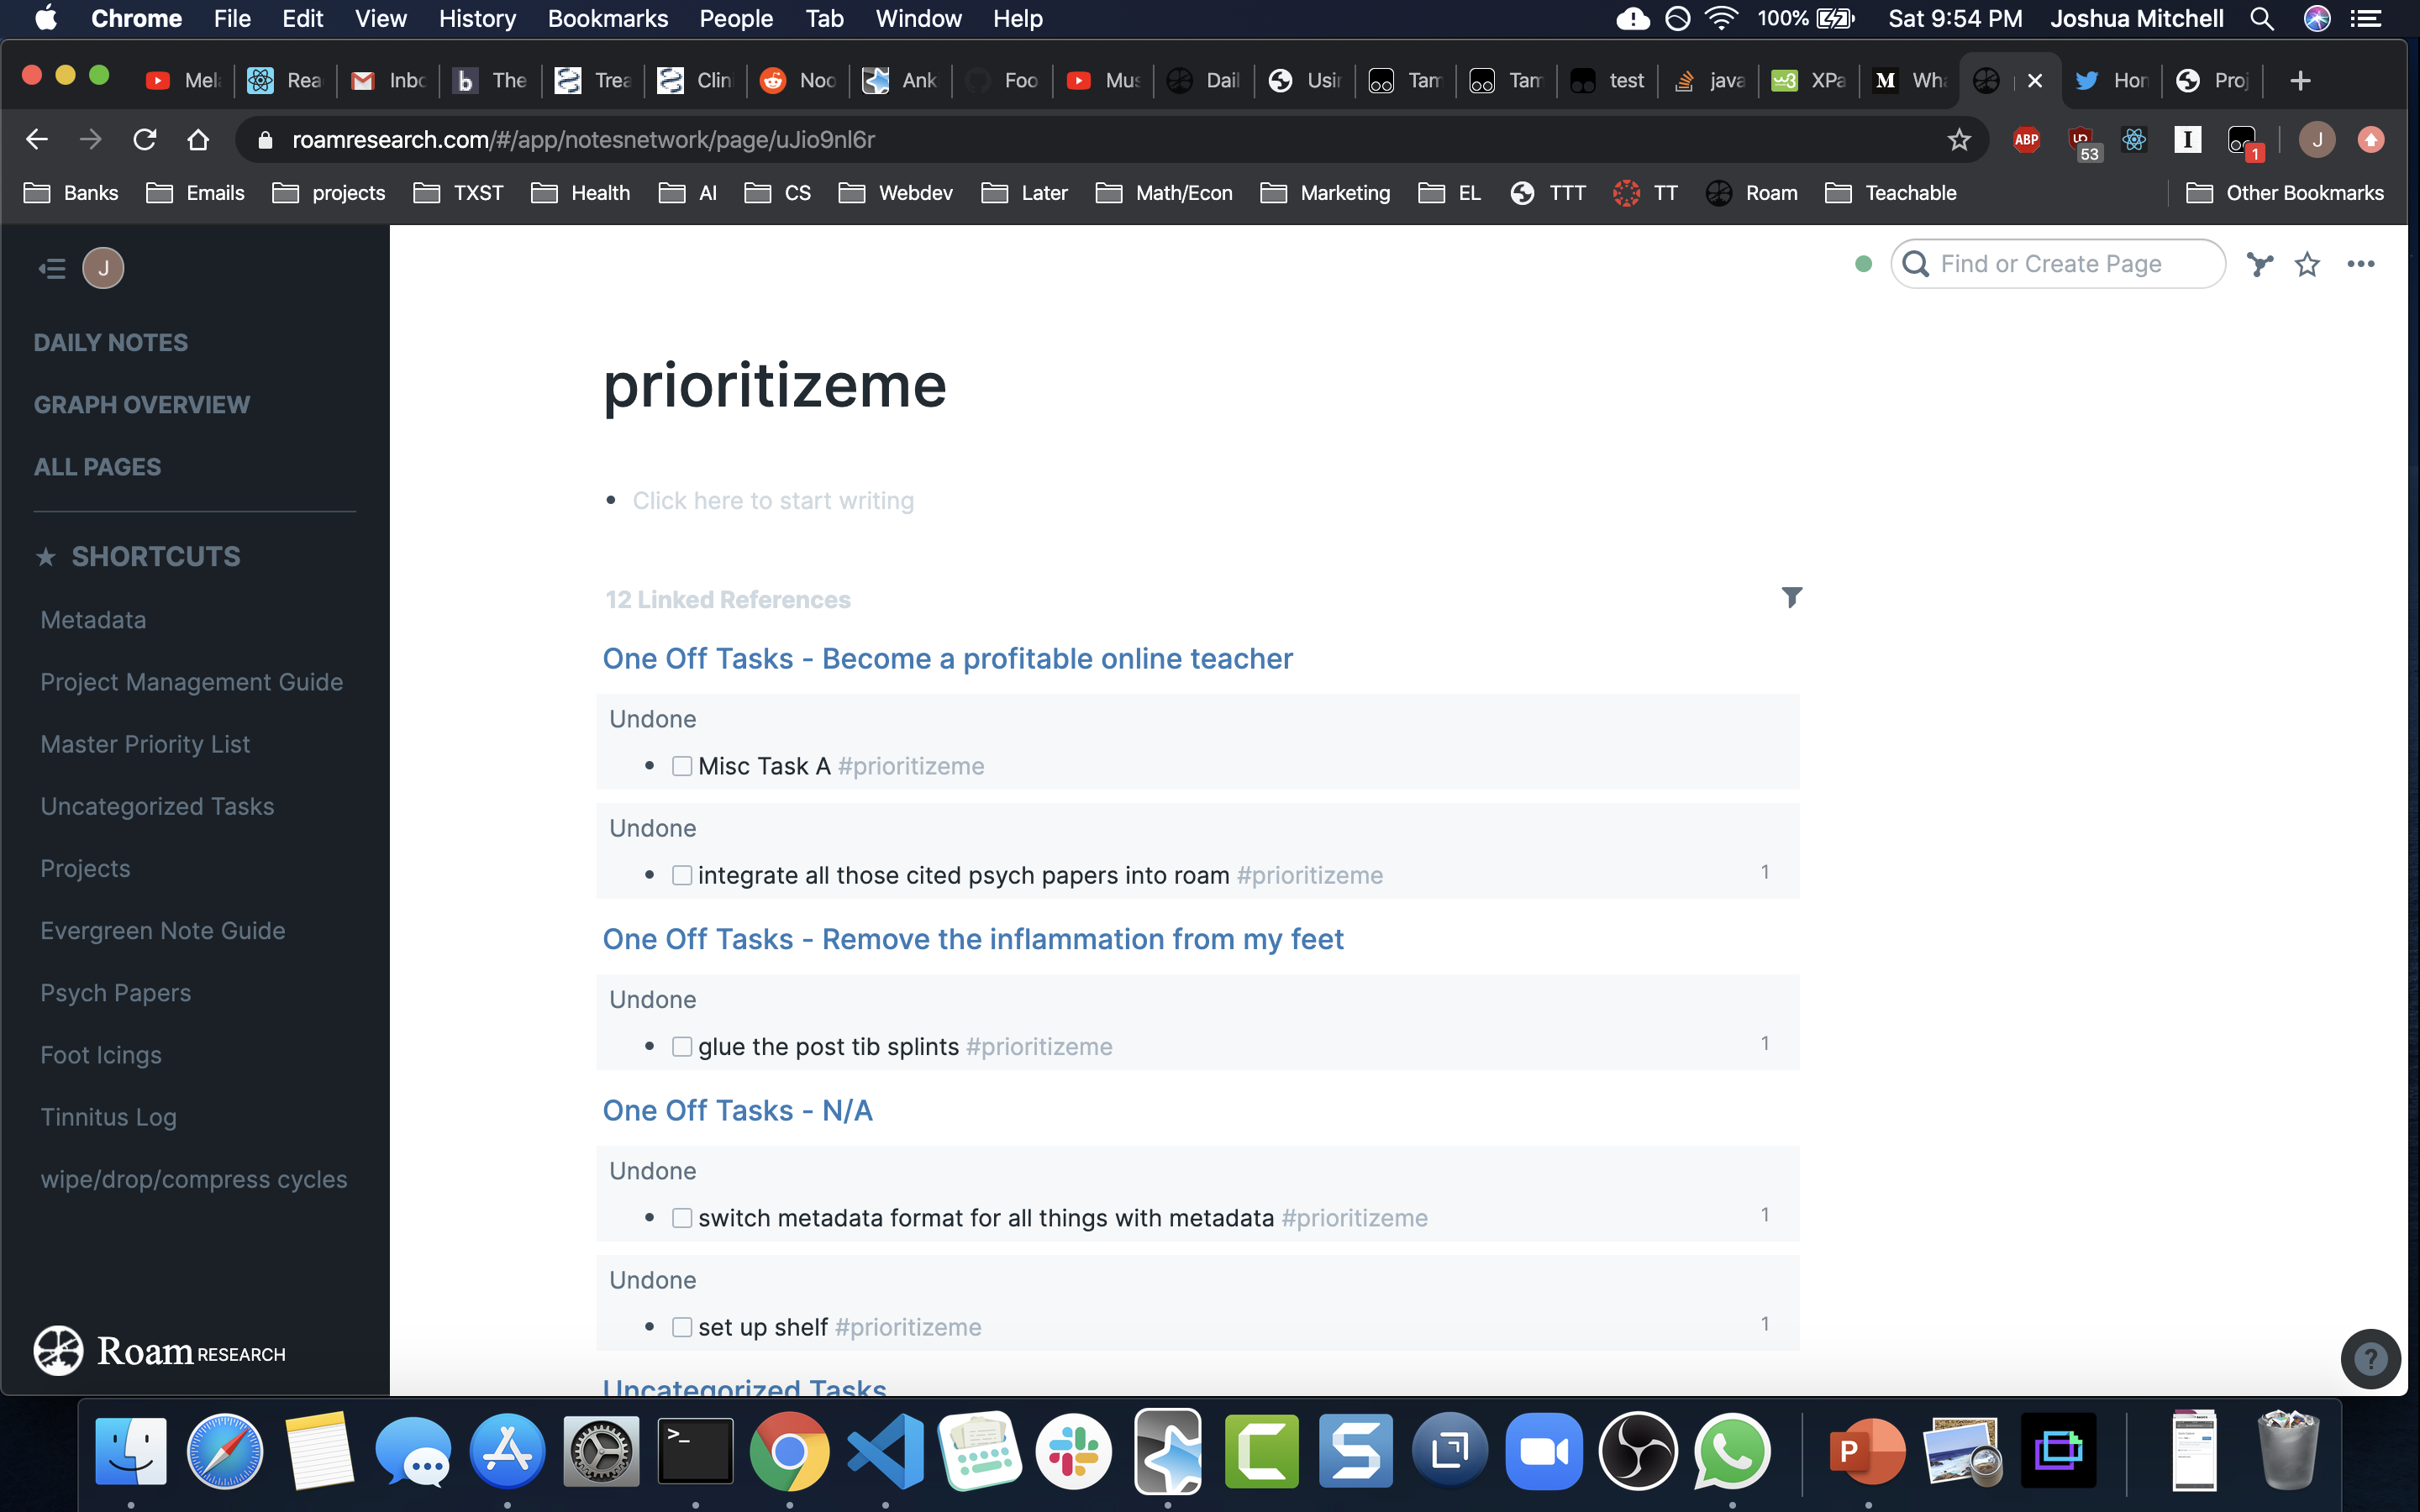 Chrome File Edit View History Bookmarks People Tab Window Help 100% Sat 9:54 PM Joshua Mitchell
Mel Rea Inbc b The Trea Clini Noo Ank Foo Mus Dail Usin Tam Tam test java w3 XPa M Wha Hon Proj
roamresearch.com/#/app/notesnetwork/page/uJio9nl6r ABP 53 I 1 J
Banks Emails projects TXST Health AI CS Webdev Later Math/Econ Marketing EL TTT TT Roam Teachable Other Bookmarks
J
Find or Create Page
DAILY NOTES
GRAPH OVERVIEW
ALL PAGES
SHORTCUTS
Metadata
Project Management Guide
Master Priority List
Uncategorized Tasks
Projects
Evergreen Note Guide
Psych Papers
Foot Icings
Tinnitus Log
wipe/drop/compress cycles
Roam RESEARCH
prioritizeme
Click here to start writing
12 Linked References
One Off Tasks - Become a profitable online teacher
Undone
Misc Task A #prioritizeme
Undone
integrate all those cited psych papers into roam #prioritizeme 1
One Off Tasks - Remove the inflammation from my feet
Undone
glue the post tib splints #prioritizeme 1
One Off Tasks - N/A
Undone
switch metadata format for all things with metadata #prioritizeme 1
Undone
set up shelf #prioritizeme 1
Uncategorized Tasks
?